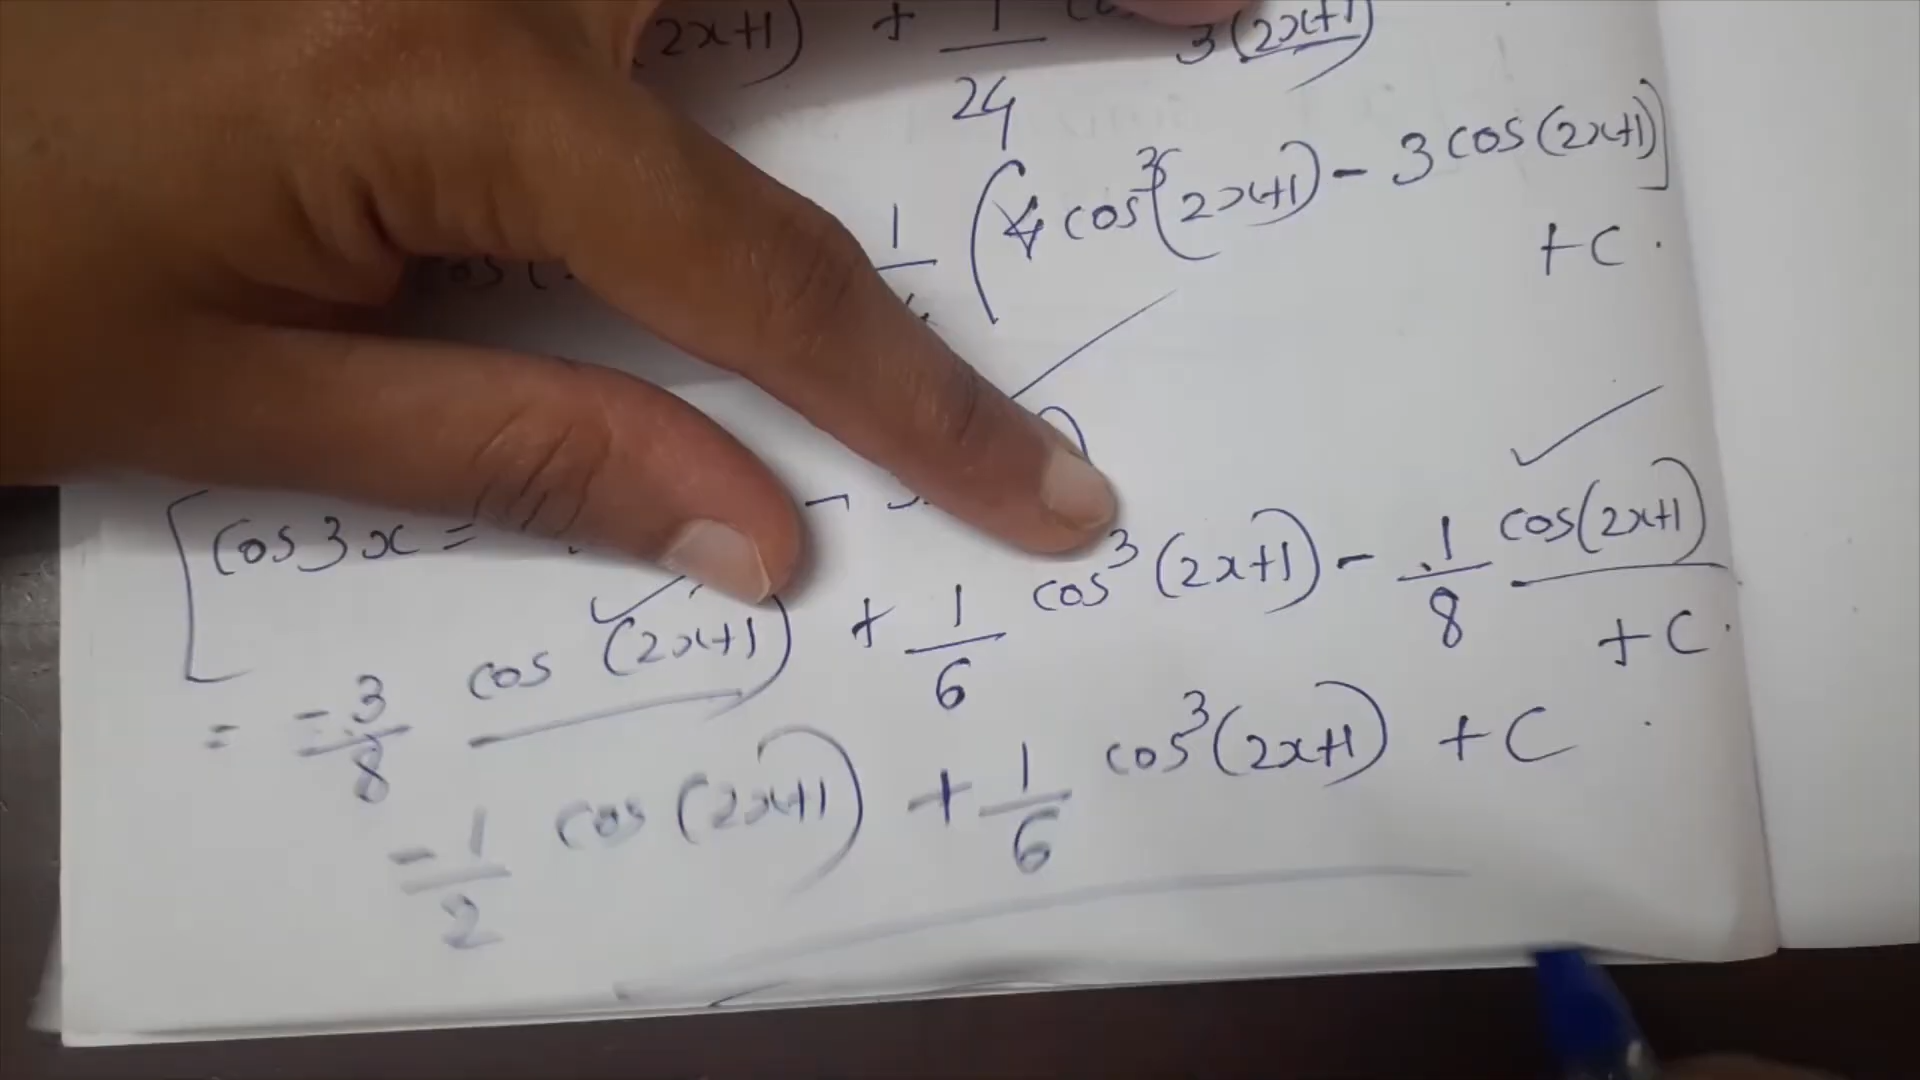 (2x+1) + 1/24 3(2x+1)
1 (4 cos³(2x+1) - 3 cos(2x+1)]
+ C.
[cos 3x =
= -3/8 cos (2x+1) + 1/6 cos³ (2x+1) - 1/8 cos(2x+1) + C.
-1/2 cos (2x+1) + 1/6 cos³(2x+1) + C.